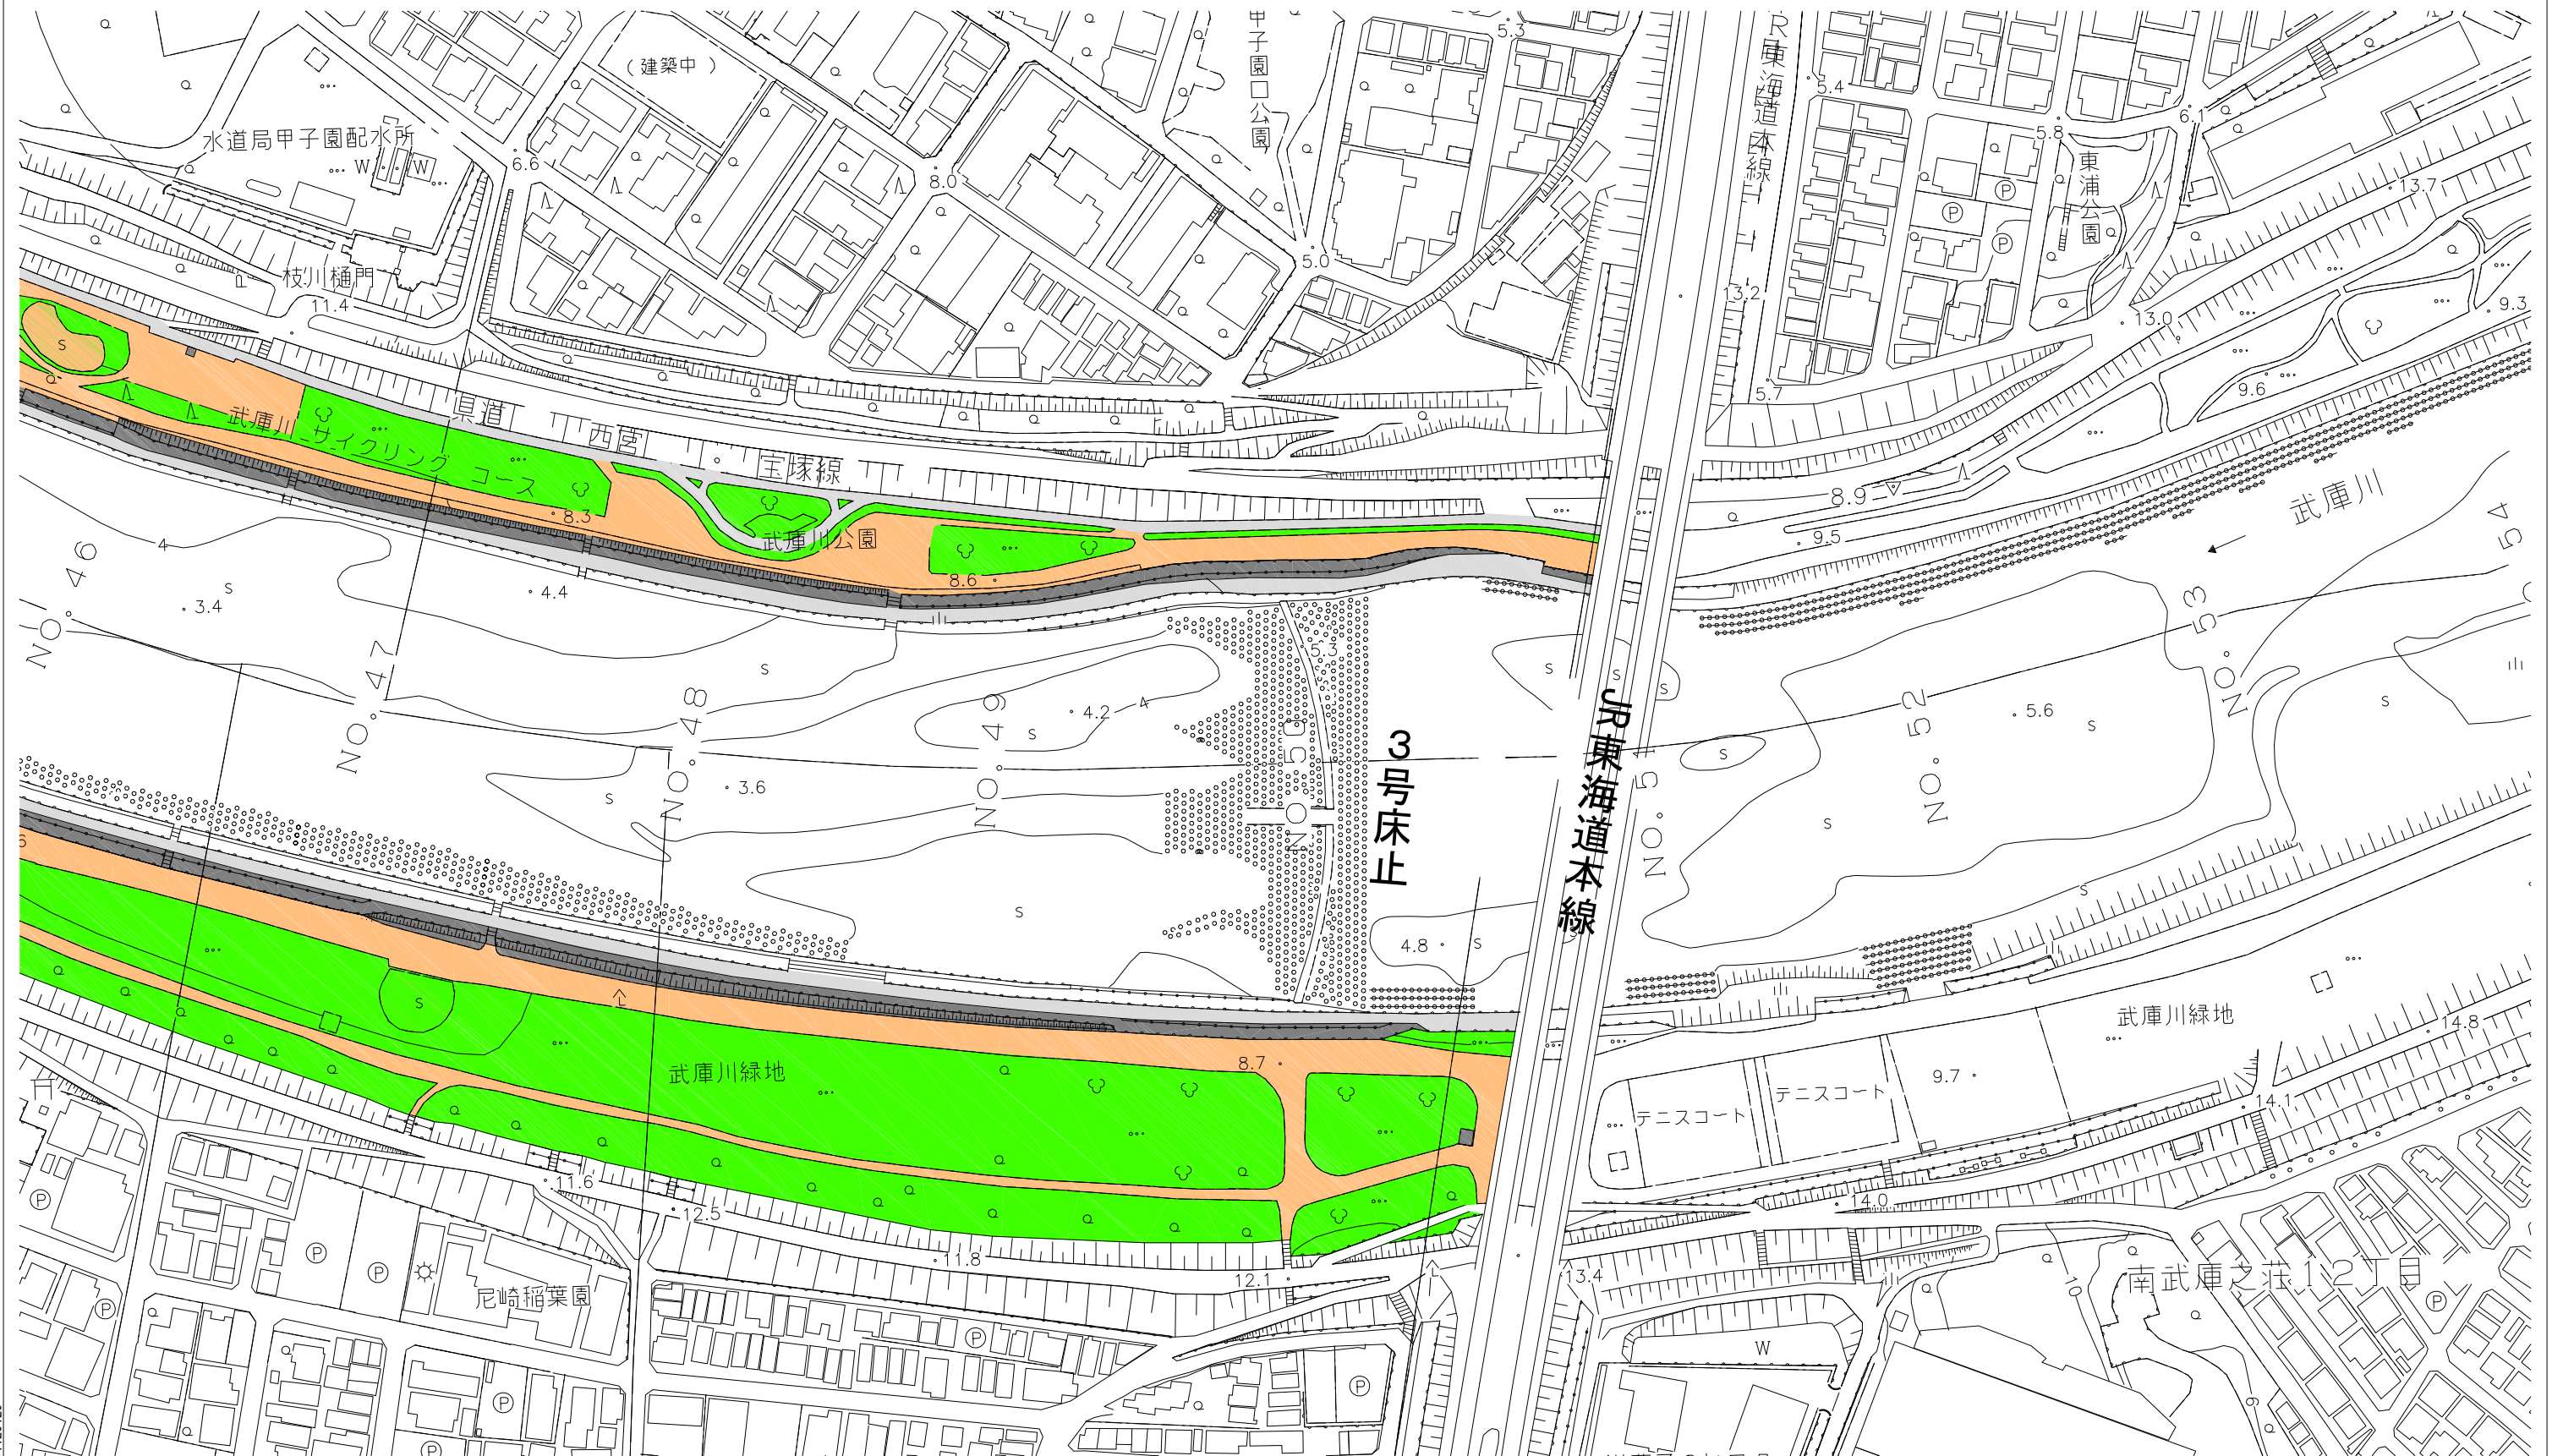 (建築中)
甲子園口公園
5.3
JR東海道本線
5.4
6.1
5.8
東浦公園
水道局甲子園配水所
W W
6.6
8.0
13.7
P
P
P
5.0
枝川樋門
11.4
13.2
13.0
9.3
5.7
9.6
県道 西宮 宝塚線
武庫川サイクリング コース
8.3
武庫川公園
8.6
8.9
9.5
武庫川
NO. 46
NO. 47
NO. 48
NO. 49
NO. 50
NO. 51
NO. 52
NO. 53
54
4
3.4
4.4
5.3
4.2
4
3.6
5.6
4.8
3号床止
JR東海道本線
武庫川緑地
8.7
武庫川緑地
14.8
テニスコート
テニスコート
9.7
14.1
14.0
11.6
12.5
11.8
12.1
13.4
尼崎稲葉園
南武庫之荘12丁目
10
P
P
P
P
P
P
P
P
P
W